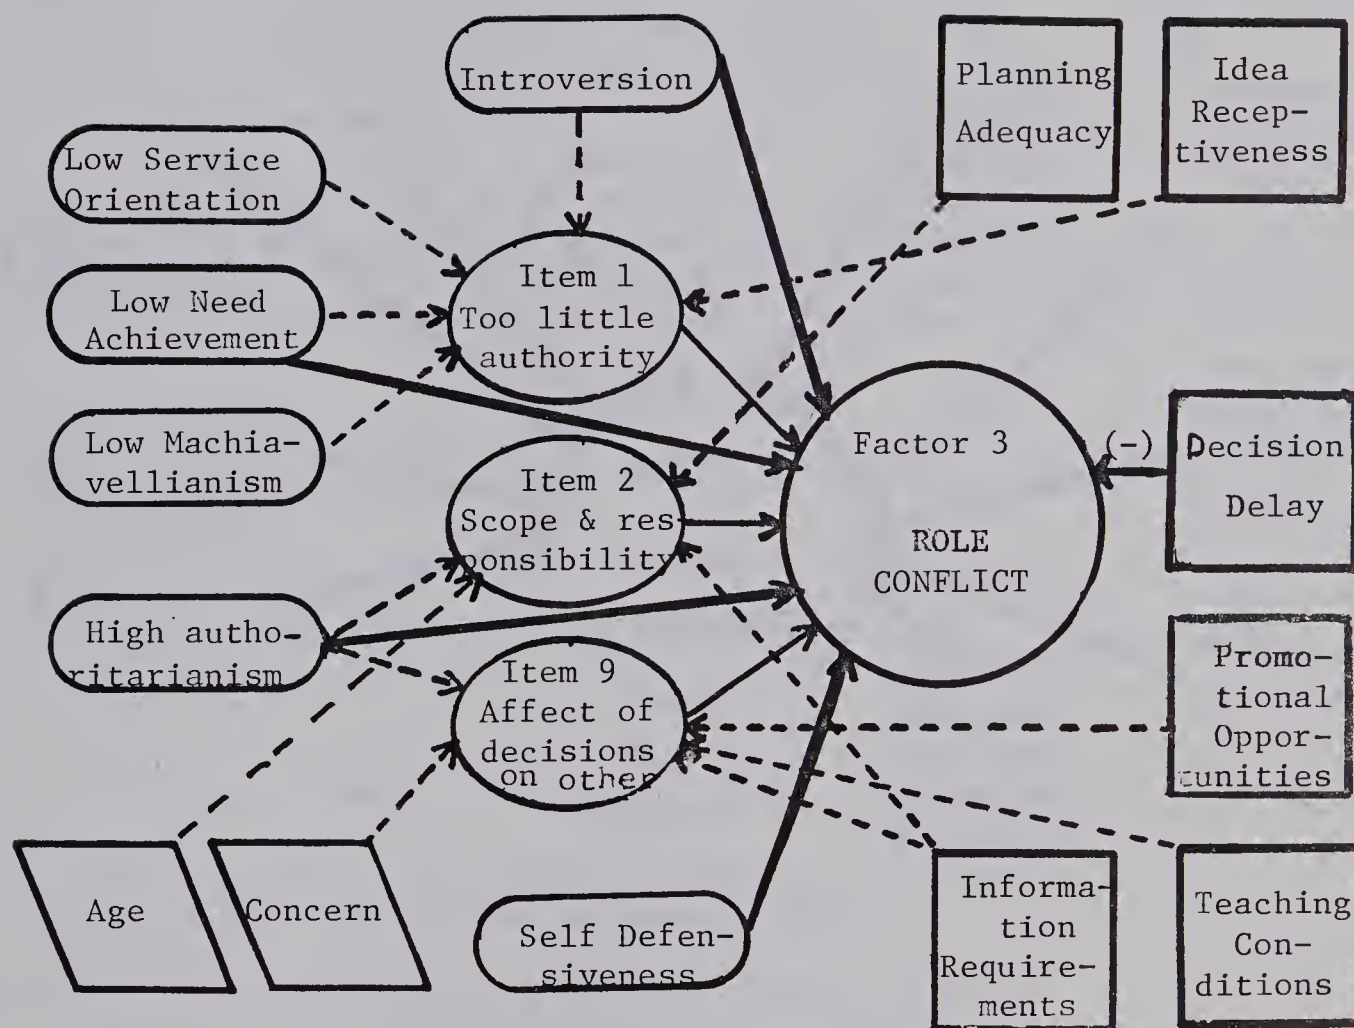 Introversion
Planning
Adequacy
Idea
Recep-
tiveness
Low Service
Orientation
Item 1
Too little
authority
Low Need
Achievement
Low Machia-
vellianism
Item 2
Scope & res
ponsibility
Factor 3
ROLE
CONFLICT
(-)
Decision
Delay
High autho-
ritarianism
Item 9
Affect of
decisions
on other
Promo-
tional
Oppor-
tunities
Age
Concern
Self Defen-
siveness
Informa-
tion
Require-
ments
Teaching
Con-
ditions